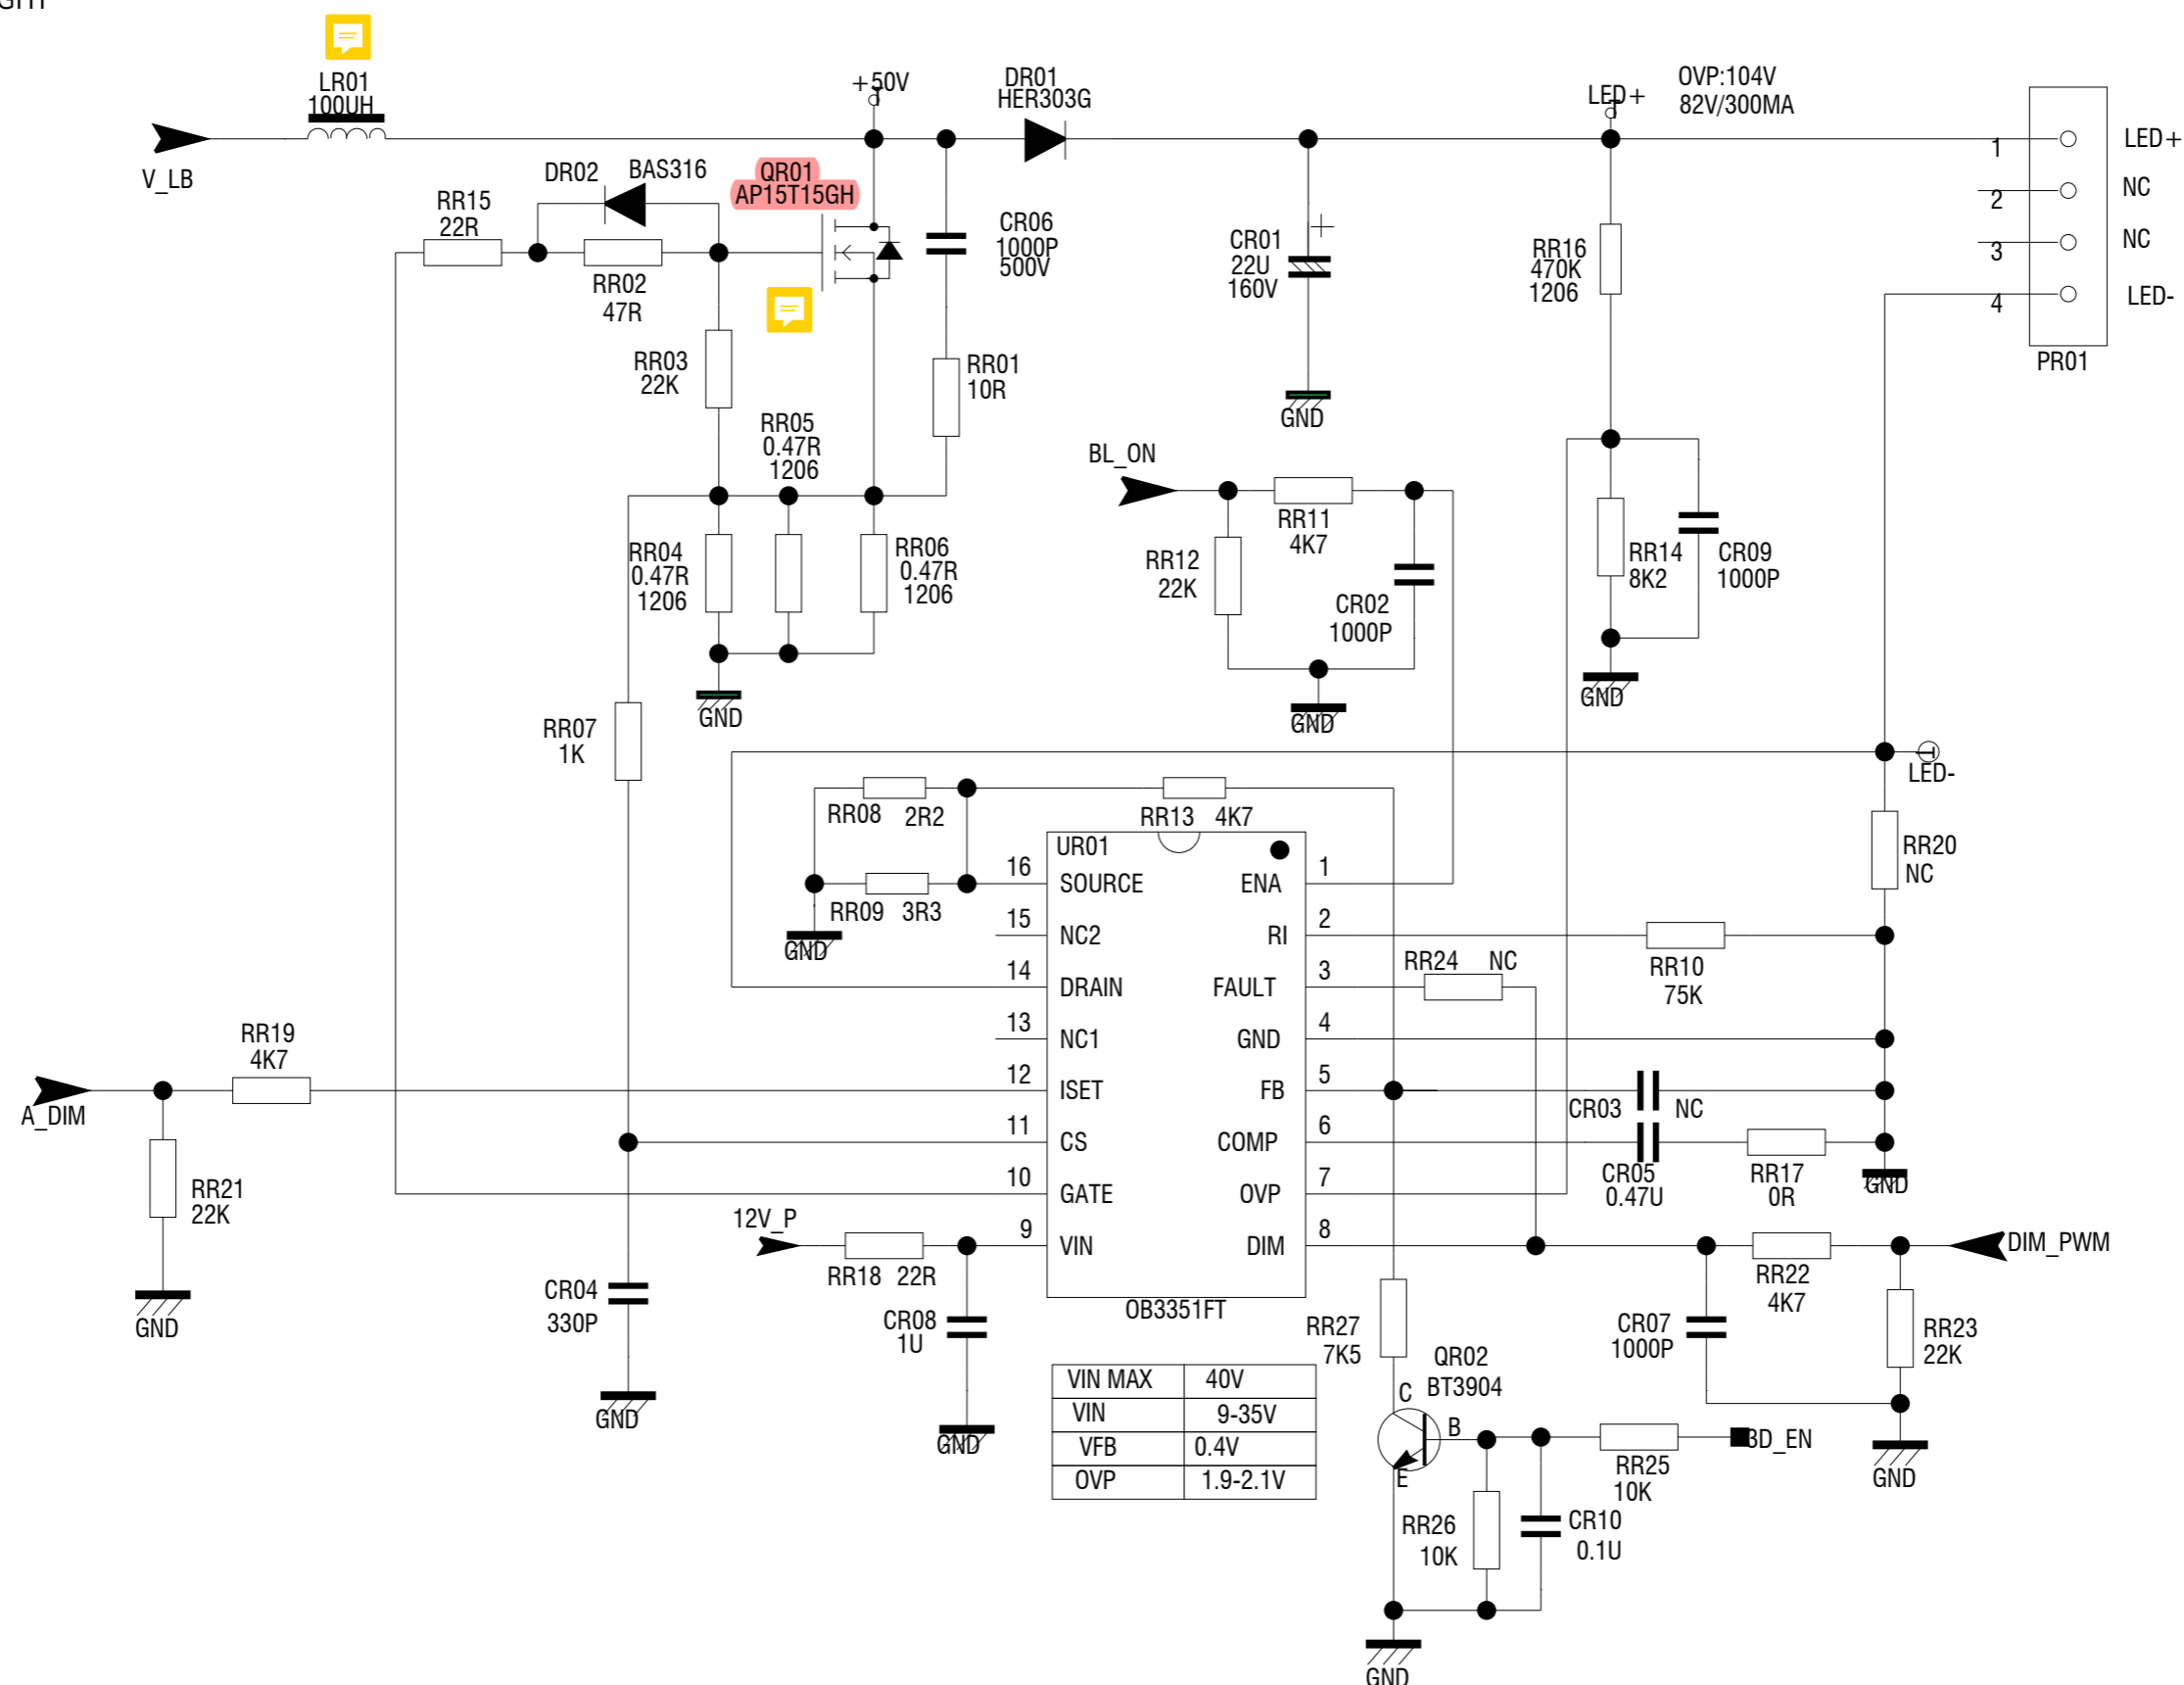 LR01
100UH
V_LB
+50V
DR01
HER303G
LED+
OVP:104V
82V/300MA
1
LED+
2
NC
3
NC
4
LED-
PR01
DR02
BAS316
QR01
AP15T15GH
RR15
22R
RR02
47R
CR06
1000P
500V
CR01
22U
160V
RR16
470K
1206
RR03
22K
RR01
10R
GND
RR05
0.47R
1206
BL_ON
RR11
4K7
RR04
0.47R
1206
RR06
0.47R
1206
RR12
22K
CR02
1000P
RR14
8K2
CR09
1000P
GND
GND
GND
RR07
1K
LED-
RR08
2R2
RR13
4K7
RR20
NC
UR01
16
SOURCE
ENA
1
RR09
3R3
GND
15
NC2
RI
2
RR10
75K
14
DRAIN
FAULT
3
RR24
NC
13
NC1
GND
4
RR19
4K7
A_DIM
12
ISET
FB
5
CR03
NC
11
CS
COMP
6
CR05
0.47U
RR17
0R
GND
10
GATE
OVP
7
RR21
22K
12V_P
9
VIN
DIM
8
DIM_PWM
RR18
22R
OB3351FT
RR22
4K7
GND
CR04
330P
CR08
1U
RR27
7K5
CR07
1000P
RR23
22K
GND
GND
VIN MAX 40V
VIN 9-35V
VFB 0.4V
OVP 1.9-2.1V
QR02
BT3904
C
B
E
3D_EN
RR25
10K
GND
RR26
10K
CR10
0.1U
GND